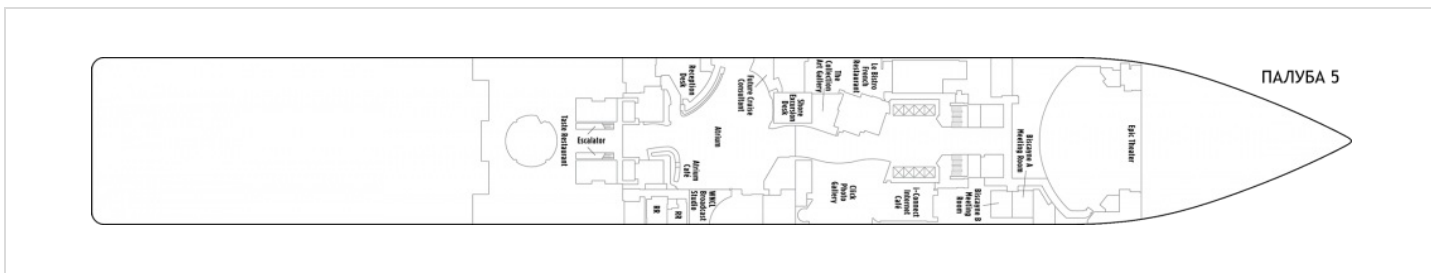 ПАЛУБА 5
Reception
Desk
Future Cruise
Consultant
Shore
Excursion
Desk
The
Collection
Art Gallery
Le Bistro
French
Restaurant
Taste Restaurant
Escalator
Atrium
Atrium
Café
WNCL
Broadcast
Studio
RR
RR
Click
Photo
Gallery
i-Connect
Internet
Café
Biscayne A
Meeting Room
Biscayne B
Meeting
Room
Epic Theater